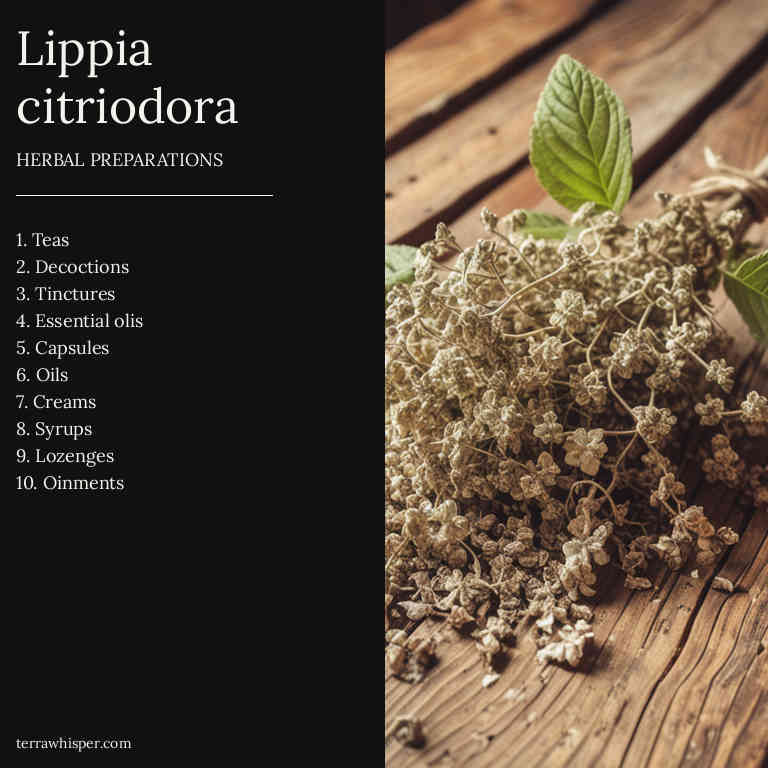 Lippia
citriodora
HERBAL PREPARATIONS
1. Teas
2. Decoctions
3. Tinctures
4. Essential olis
5. Capsules
6. Oils
7. Creams
8. Syrups
9. Lozenges
10. Oinments
terrawhisper.com